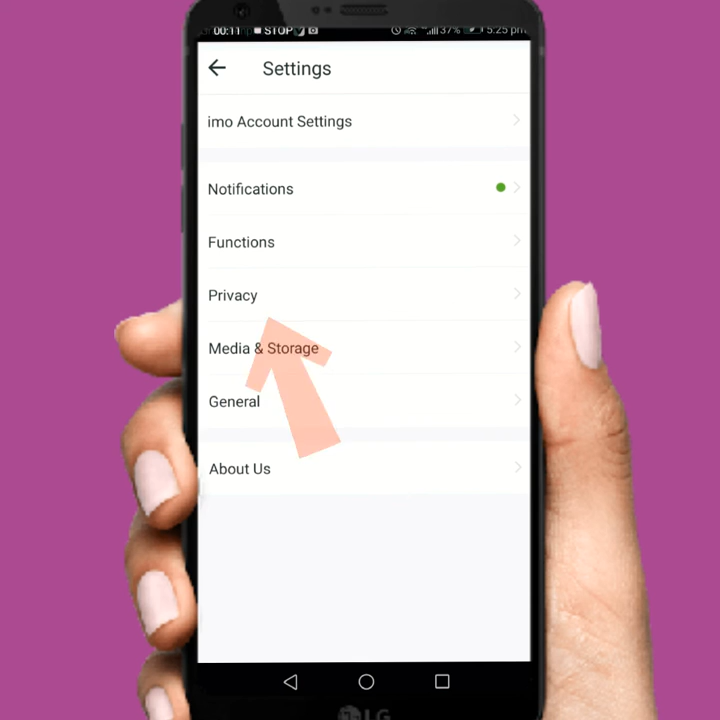 00:11 STOP 37% 5:25 pm
Settings
imo Account Settings
Notifications
Functions
Privacy
Media & Storage
General
About Us
LG